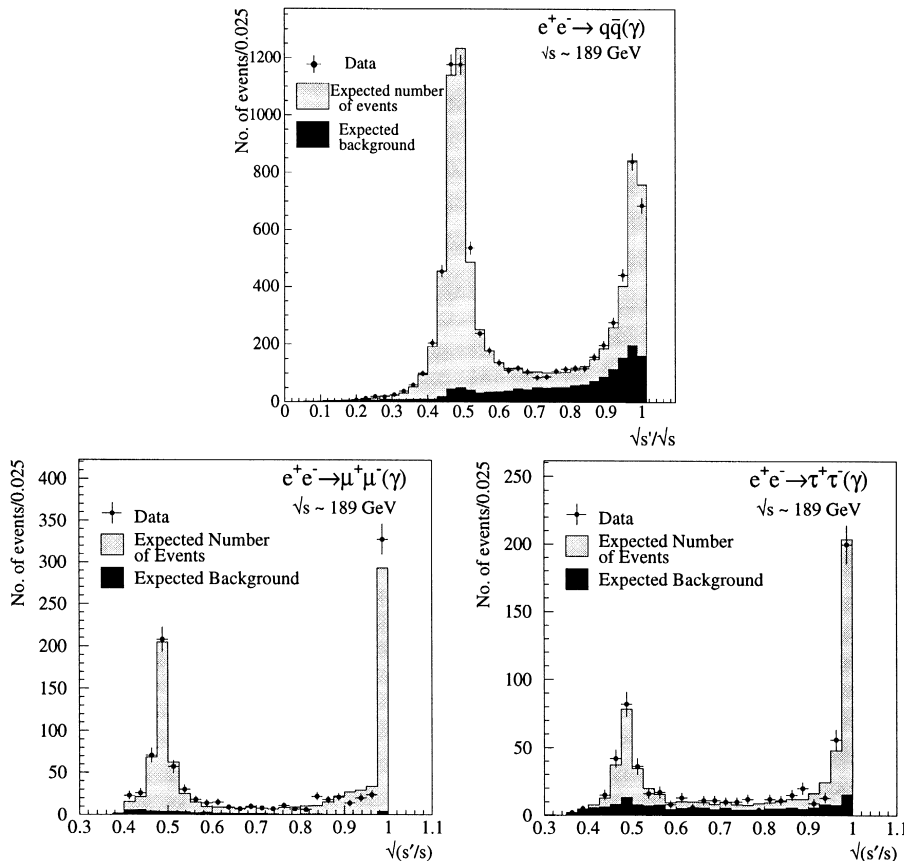 e⁺e⁻→ qq̄(γ)
√s ~ 189 GeV
Data
Expected number
of events
Expected
background
No. of events/0.025
1200
1000
800
600
400
200
0
0 0.1 0.2 0.3 0.4 0.5 0.6 0.7 0.8 0.9 1
√s'/√s
e⁺e⁻→μ⁺μ⁻(γ)
√s ~ 189 GeV
Data
Expected Number
of Events
Expected Background
No. of events/0.025
400
350
300
250
200
150
100
50
0
0.3 0.4 0.5 0.6 0.7 0.8 0.9 1 1.1
√(s'/s)
e⁺e⁻→τ⁺τ⁻(γ)
√s ~ 189 GeV
Data
Expected Number
of Events
Expected Background
No. of events/0.025
250
200
150
100
50
0
0.3 0.4 0.5 0.6 0.7 0.8 0.9 1 1.1
√(s'/s)